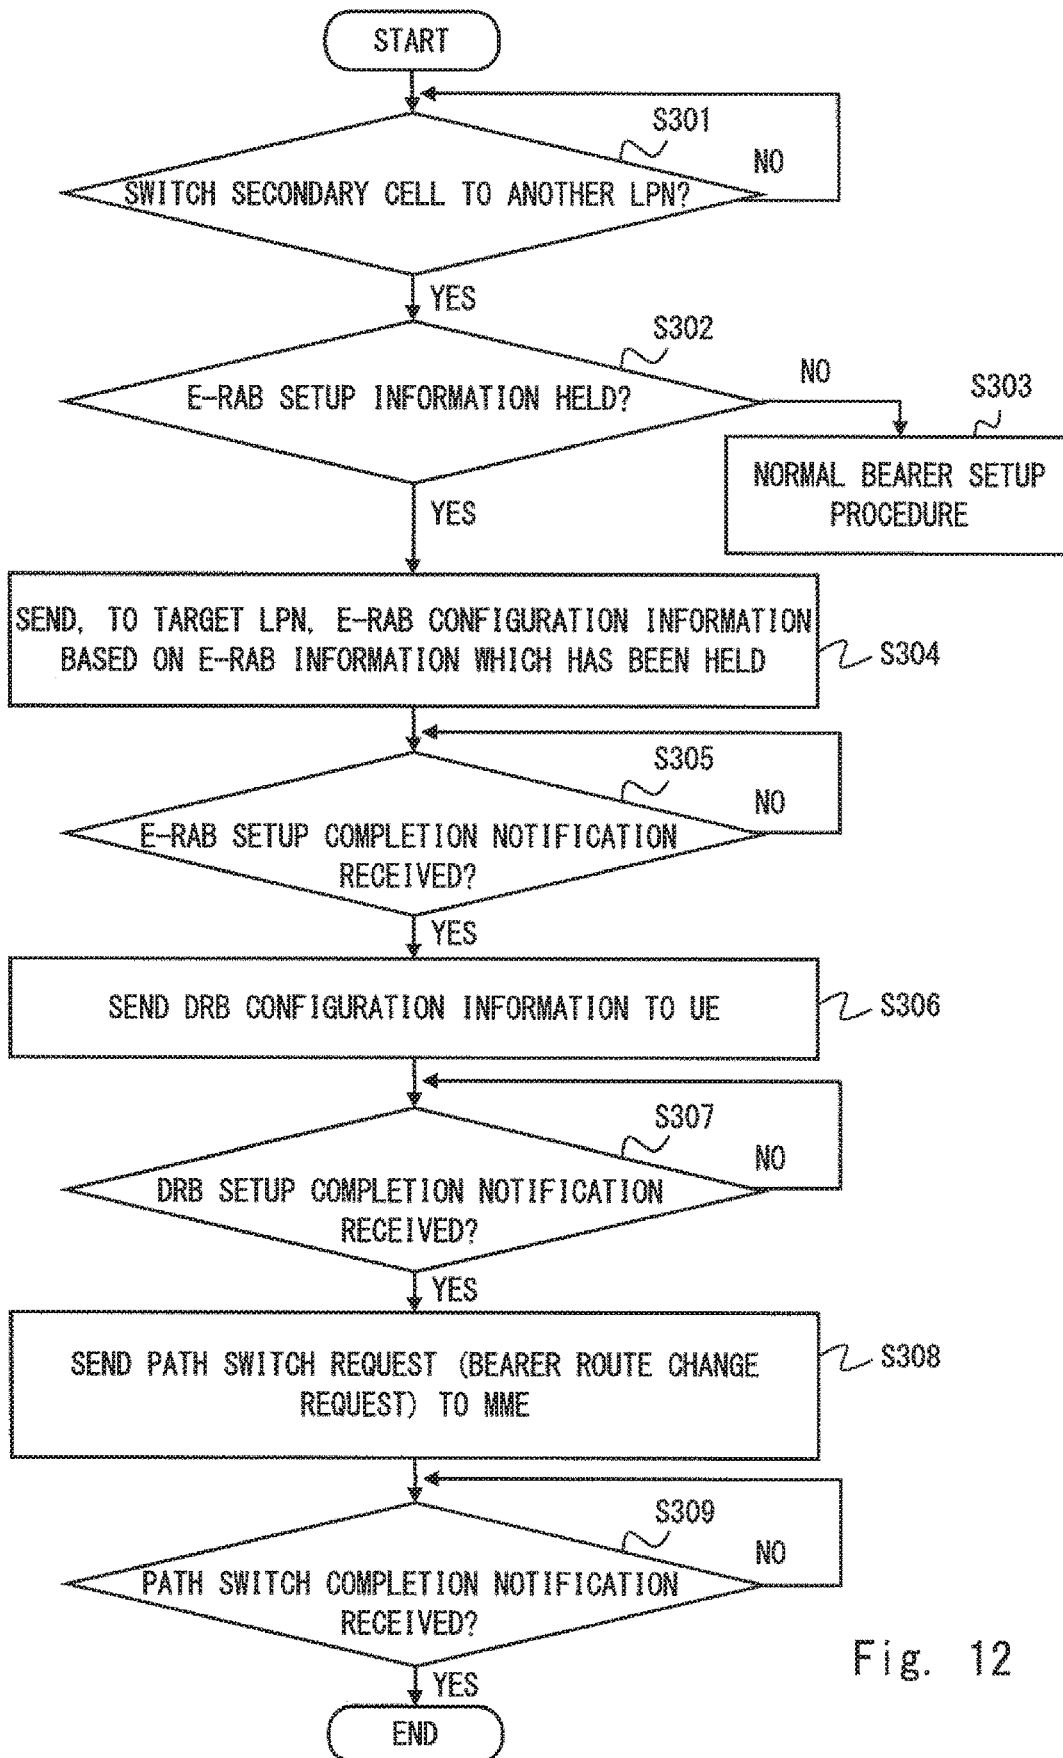 START
S301
NO
SWITCH SECONDARY CELL TO ANOTHER LPN?
YES
S302
NO
E-RAB SETUP INFORMATION HELD?
S303
NORMAL BEARER SETUP
PROCEDURE
YES
SEND, TO TARGET LPN, E-RAB CONFIGURATION INFORMATION
BASED ON E-RAB INFORMATION WHICH HAS BEEN HELD
S304
S305
NO
E-RAB SETUP COMPLETION NOTIFICATION
RECEIVED?
YES
SEND DRB CONFIGURATION INFORMATION TO UE
S306
S307
NO
DRB SETUP COMPLETION NOTIFICATION
RECEIVED?
YES
SEND PATH SWITCH REQUEST (BEARER ROUTE CHANGE
REQUEST) TO MME
S308
S309
NO
PATH SWITCH COMPLETION NOTIFICATION
RECEIVED?
YES
END
Fig. 12